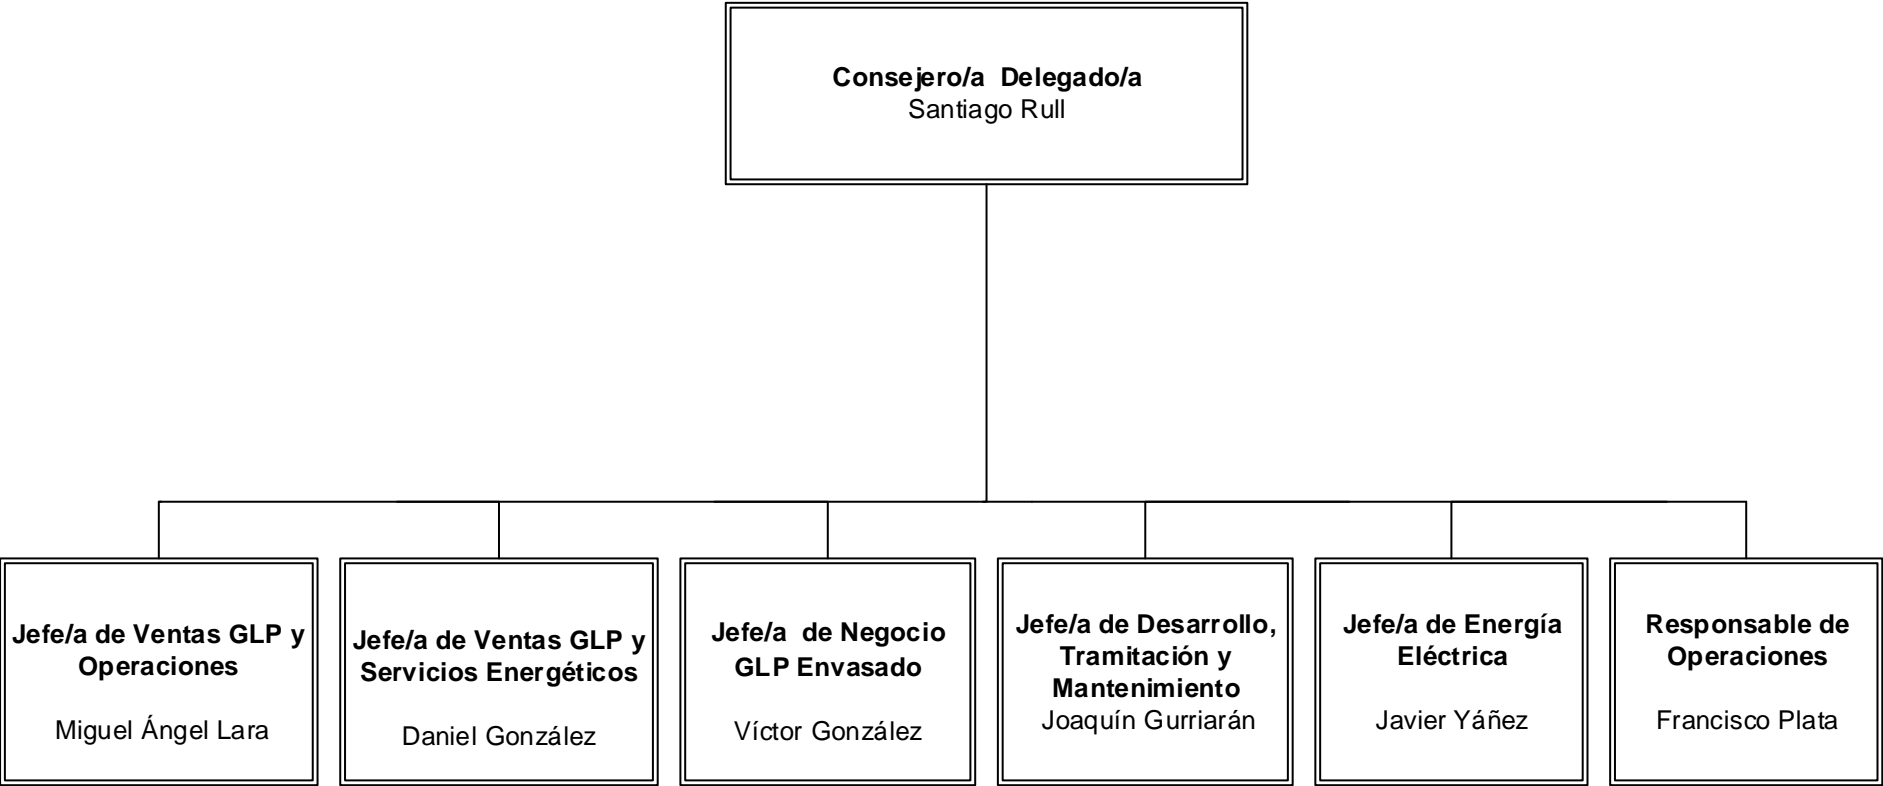 Consejero/a Delegado/a
Santiago Rull
Jefe/a de Ventas GLP y
Operaciones
Miguel Ángel Lara
Jefe/a de Ventas GLP y
Servicios Energéticos
Daniel González
Jefe/a de Negocio
GLP Envasado
Víctor González
Jefe/a de Desarrollo,
Tramitación y
Mantenimiento
Joaquín Gurriarán
Jefe/a de Energía
Eléctrica
Javier Yáñez
Responsable de
Operaciones
Francisco Plata